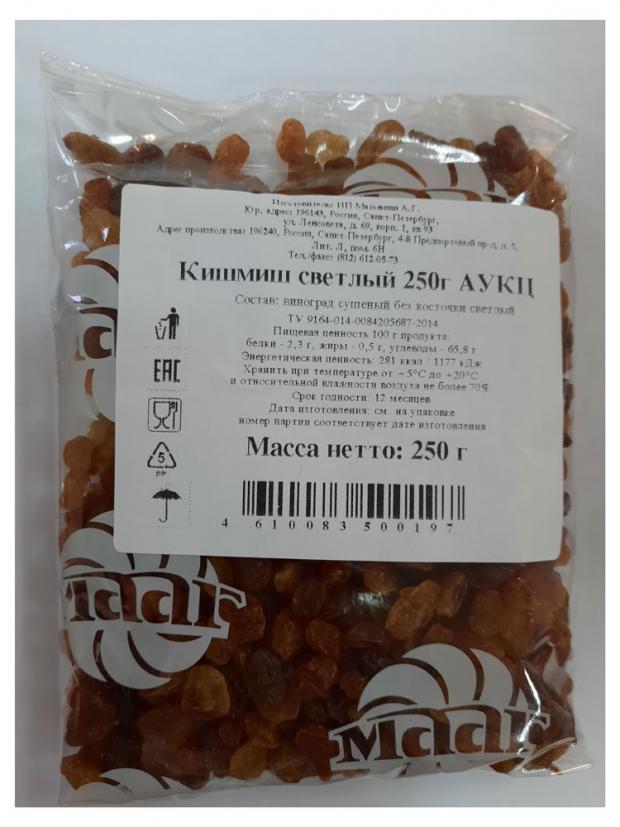 Изготовитель: ИП Мальянин А.Г.
Юр. адрес: 196143, Россия, Санкт-Петербург,
ул. Ленсовета, д. 69, корп. 1, кв 93
Адрес производства: 196240, Россия, Санкт-Петербург, 4-й Предпортовый пр-д, д. 5,
Лит. Л, пом. 6Н
Тел./факс: (812) 612-05-73
Кишмиш светлый 250г АУКЦ
Состав: виноград сушеный без косточки светлый
ТУ 9164-014-0084205687-2014
Пищевая ценность 100 г продукта:
белки - 2,3 г, жиры - 0,5 г, углеводы - 65,8 г
Энергетическая ценность: 281 ккал / 1177 кДж
Хранить при температуре от +5°С до +20°С
и относительной влажности воздуха не более 70%
Срок годности: 12 месяцев
Дата изготовления: см. на упаковке
номер партии соответствует дате изготовления
Масса нетто: 250 г
EAC
5
PP
4 610083 500197
мааг
мааг